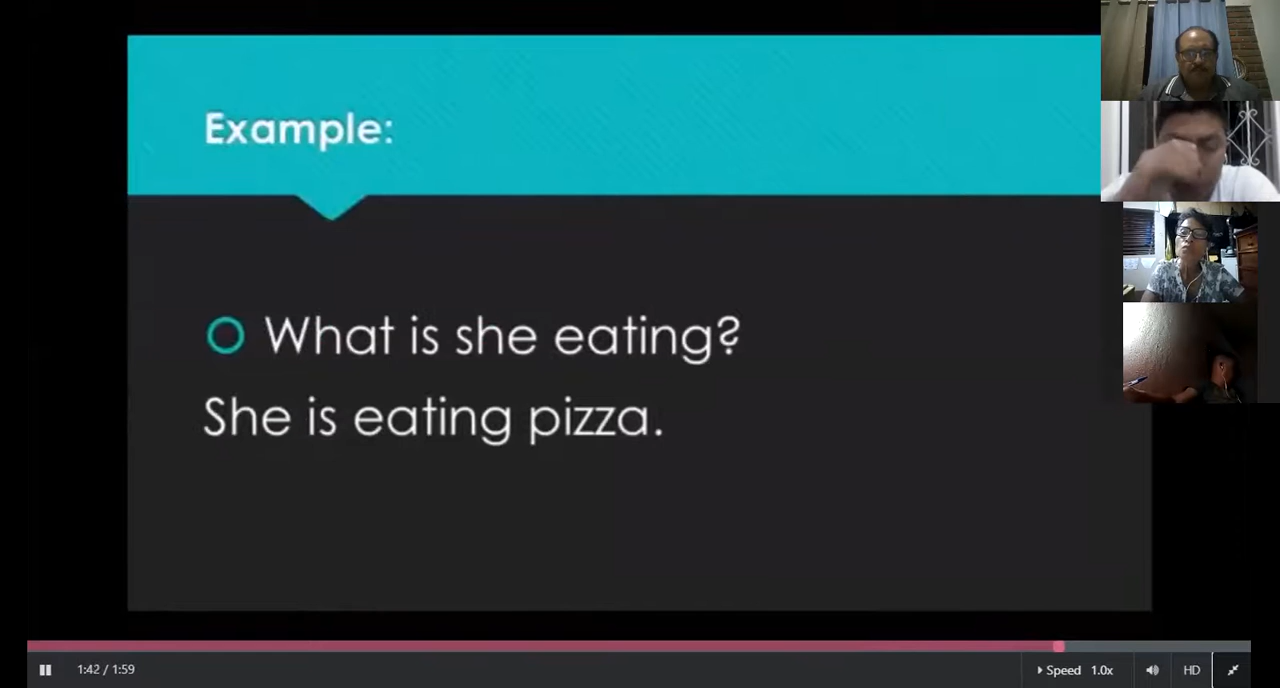 Example:
What is she eating?
She is eating pizza.
1:42 / 1:59
Speed 1.0x
HD